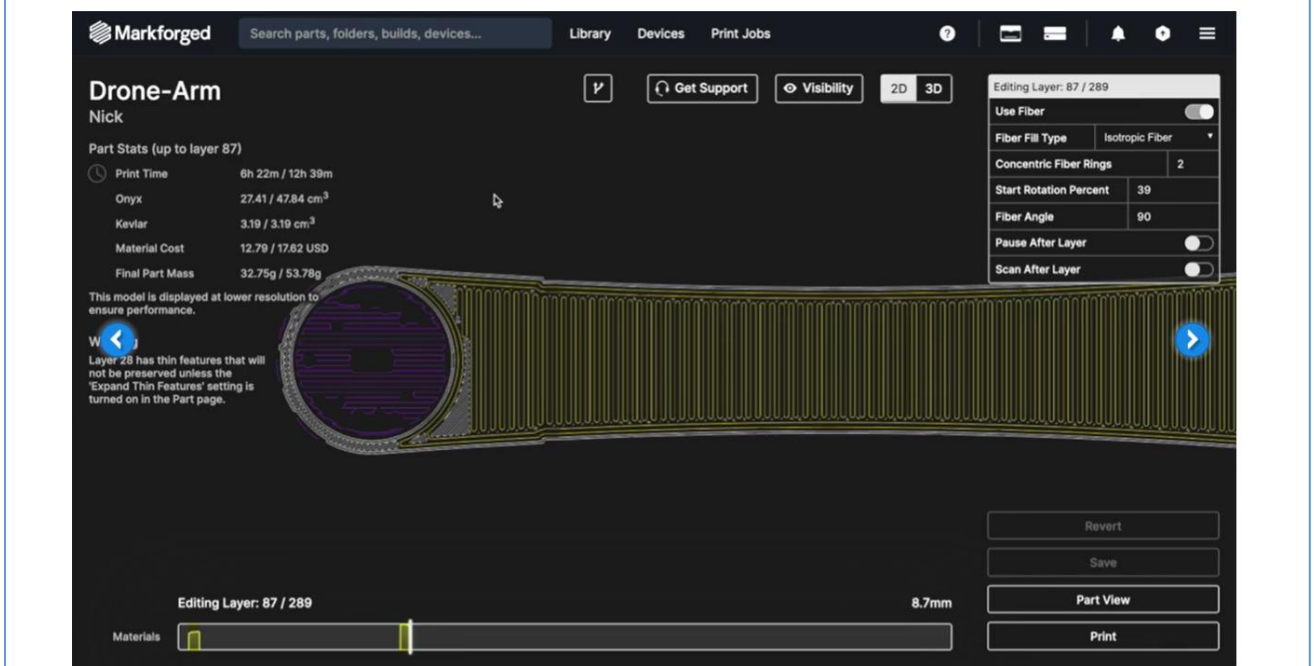 Markforged
Search parts, folders, builds, devices...
Library Devices Print Jobs
?
Drone-Arm
Nick
Get Support
Visibility
2D 3D
Part Stats (up to layer 87)
Print Time 6h 22m / 12h 39m
Onyx 27.41 / 47.84 cm³
Kevlar 3.19 / 3.19 cm³
Material Cost 12.79 / 17.62 USD
Final Part Mass 32.75g / 53.78g
This model is displayed at lower resolution to
ensure performance.
Layer 28 has thin features that will
not be preserved unless the
'Expand Thin Features' setting is
turned on in the Part page.
Editing Layer: 87 / 289
Use Fiber
Fiber Fill Type Isotropic Fiber
Concentric Fiber Rings 2
Start Rotation Percent 39
Fiber Angle 90
Pause After Layer
Scan After Layer
Revert
Save
Part View
Print
Editing Layer: 87 / 289 8.7mm
Materials